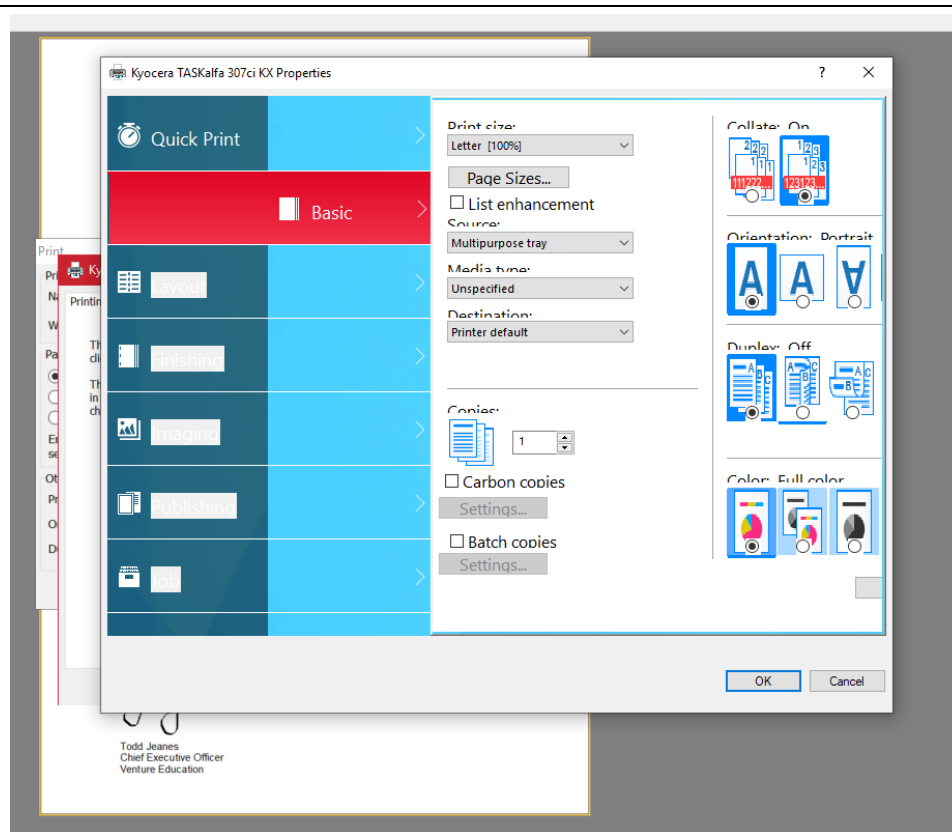 Kyocera TASKalfa 307ci KX Properties
?
Quick Print
Basic
Layout
Finishing
Imaging
Publishing
Job
Print size:
Letter [100%]
Page Sizes...
List enhancement
Source:
Multipurpose tray
Media type:
Unspecified
Destination:
Printer default
Copies:
1
Carbon copies
Settings...
Batch copies
Settings...
Collate: On
111222...
123123...
Orientation: Portrait
Duplex: Off
Color: Full color
OK
Cancel
Print
Ky
Printin
Todd Jeanes
Chief Executive Officer
Venture Education